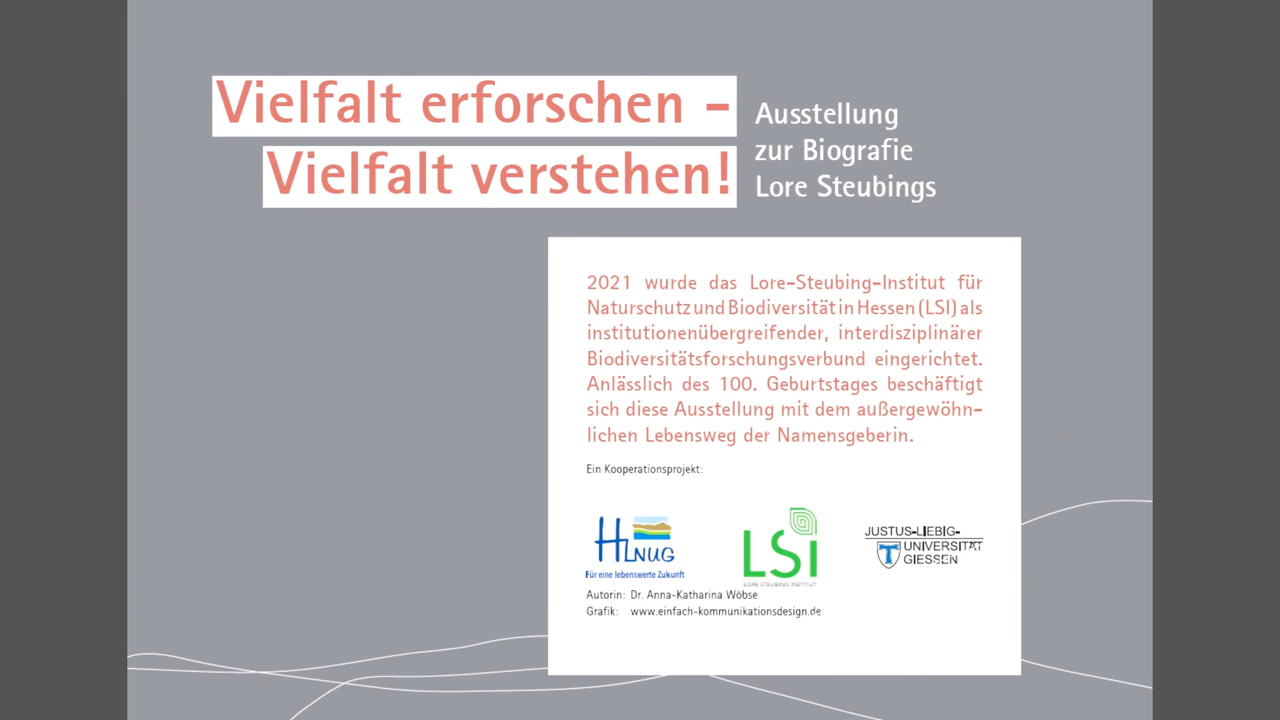 Vielfalt erforschen –
Vielfalt verstehen!
Ausstellung
zur Biografie
Lore Steubings
2021 wurde das Lore-Steubing-Institut für
Naturschutz und Biodiversität in Hessen (LSI) als
institutionenübergreifender, interdisziplinärer
Biodiversitätsforschungsverbund eingerichtet.
Anlässlich des 100. Geburtstages beschäftigt
sich diese Ausstellung mit dem außergewöhn-
lichen Lebensweg der Namensgeberin.
Ein Kooperationsprojekt:
HLNUG
Für eine lebenswerte Zukunft
LSI
LORE STEUBING INSTITUT
JUSTUS-LIEBIG-
UNIVERSITÄT
GIESSEN
Autorin: Dr. Anna-Katharina Wöbse
Grafik: www.einfach-kommunikationsdesign.de